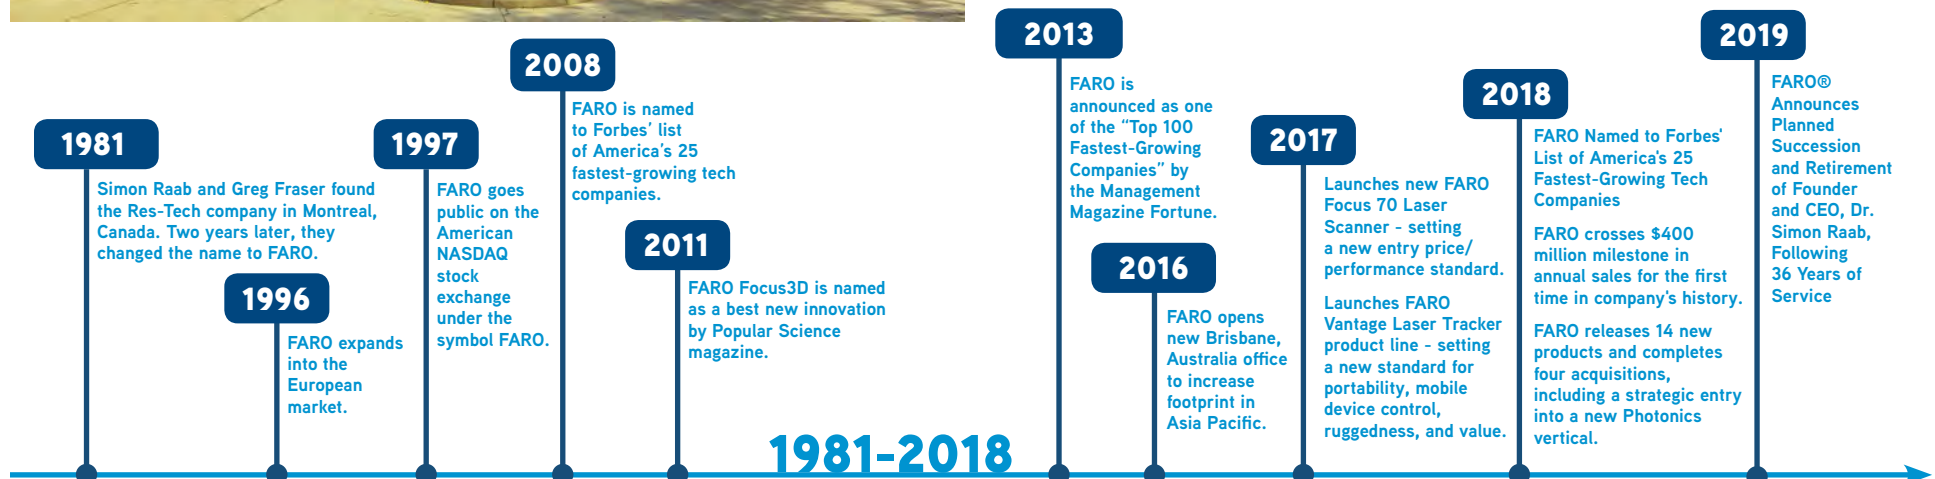 1981
Simon Raab and Greg Fraser found
the Res-Tech company in Montreal,
Canada. Two years later, they
changed the name to FARO.
1996
FARO expands
into the
European
market.
1997
FARO goes
public on the
American
NASDAQ
stock
exchange
under the
symbol FARO.
2008
FARO is named
to Forbes’ list
of America’s 25
fastest-growing tech
companies.
2011
FARO Focus3D is named
as a best new innovation
by Popular Science
magazine.
1981-2018
2013
FARO is
announced as one
of the “Top 100
Fastest-Growing
Companies” by
the Management
Magazine Fortune.
2016
FARO opens
new Brisbane,
Australia office
to increase
footprint in
Asia Pacific.
2017
Launches new FARO
Focus 70 Laser
Scanner - setting
a new entry price/
performance standard.
Launches FARO
Vantage Laser Tracker
product line - setting
a new standard for
portability, mobile
device control,
ruggedness, and value.
2018
FARO Named to Forbes'
List of America's 25
Fastest-Growing Tech
Companies
FARO crosses $400
million milestone in
annual sales for the first
time in company's history.
FARO releases 14 new
products and completes
four acquisitions,
including a strategic entry
into a new Photonics
vertical.
2019
FARO®
Announces
Planned
Succession
and Retirement
of Founder
and CEO, Dr.
Simon Raab,
Following
36 Years of
Service